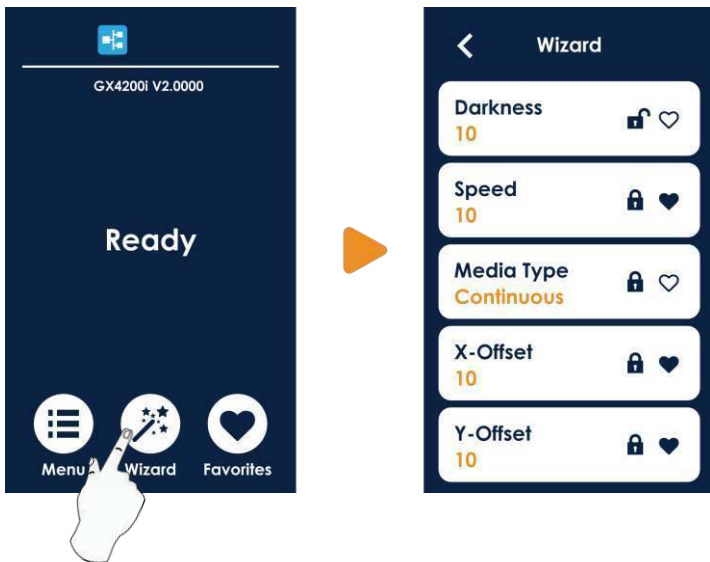 GX4200i V2.0000
Ready
Menu Wizard Favorites
Wizard
Darkness
10
Speed
10
Media Type
Continuous
X-Offset
10
Y-Offset
10